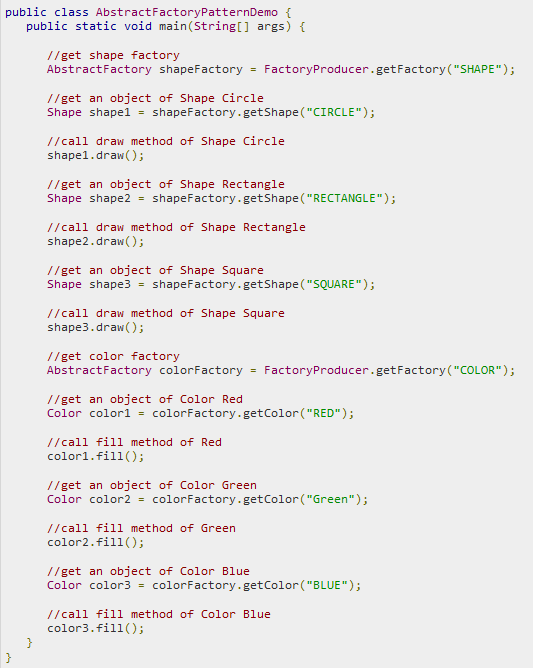 public class AbstractFactoryPatternDemo {
   public static void main(String[] args) {

      //get shape factory
      AbstractFactory shapeFactory = FactoryProducer.getFactory("SHAPE");

      //get an object of Shape Circle
      Shape shape1 = shapeFactory.getShape("CIRCLE");

      //call draw method of Shape Circle
      shape1.draw();

      //get an object of Shape Rectangle
      Shape shape2 = shapeFactory.getShape("RECTANGLE");

      //call draw method of Shape Rectangle
      shape2.draw();

      //get an object of Shape Square
      Shape shape3 = shapeFactory.getShape("SQUARE");

      //call draw method of Shape Square
      shape3.draw();

      //get color factory
      AbstractFactory colorFactory = FactoryProducer.getFactory("COLOR");

      //get an object of Color Red
      Color color1 = colorFactory.getColor("RED");

      //call fill method of Red
      color1.fill();

      //get an object of Color Green
      Color color2 = colorFactory.getColor("Green");

      //call fill method of Green
      color2.fill();

      //get an object of Color Blue
      Color color3 = colorFactory.getColor("BLUE");

      //call fill method of Color Blue
      color3.fill();
   }
}